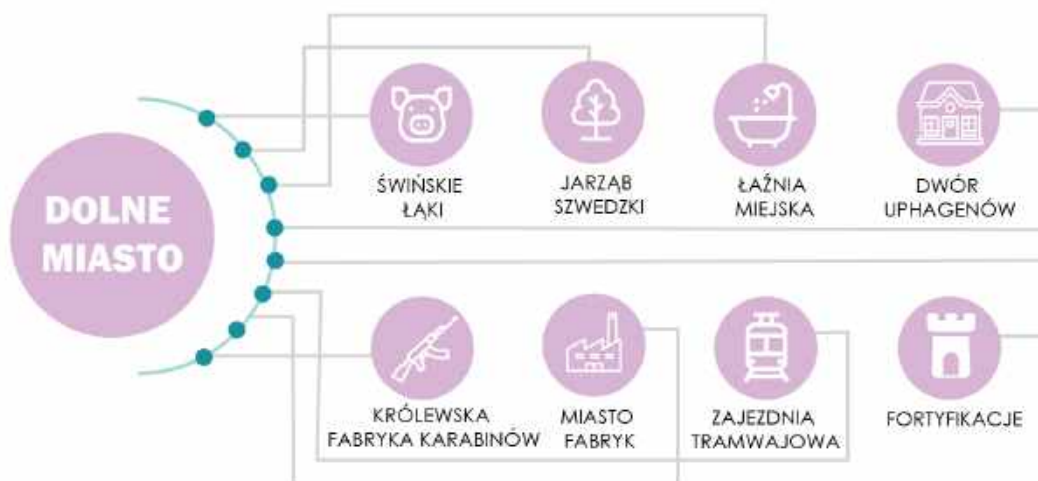 DOLNE
MIASTO
ŚWIŃSKIE
ŁĄKI
JARZĄB
SZWEDZKI
ŁAŹNIA
MIEJSKA
DWÓR
UPHAGENÓW
KRÓLEWSKA
FABRYKA KARABINÓW
MIASTO
FABRYK
ZAJEZDNIA
TRAMWAJOWA
FORTYFIKACJE